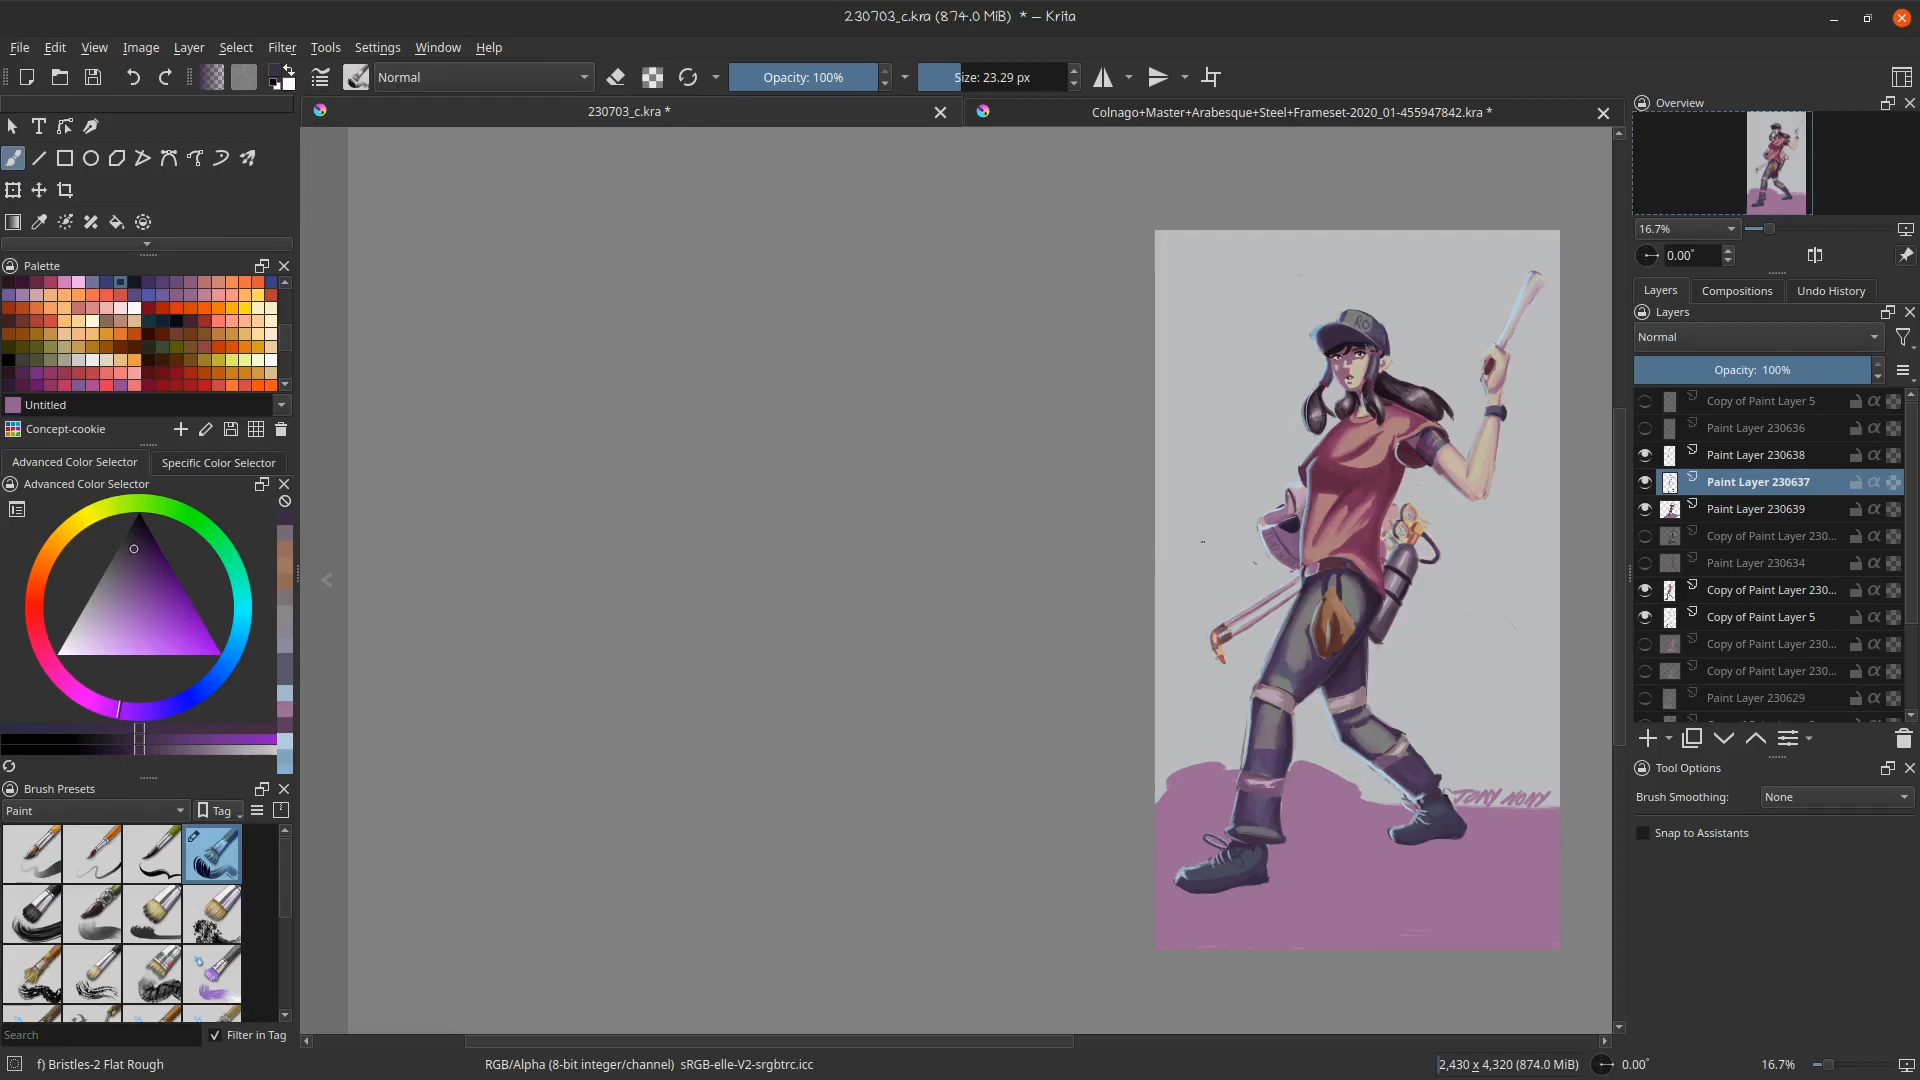 230703_c.kra (874.0 MiB)  * — Krita
File Edit View Image Layer Select Filter Tools Settings Window Help
Normal Opacity: 100% Size: 23.29 px
230703_c.kra *
Colnago+Master+Arabesque+Steel+Frameset-2020_01-455947842.kra *
Palette
Untitled
Concept-cookie
Advanced Color Selector Specific Color Selector
Advanced Color Selector
Brush Presets
Paint Tag
Search Filter in Tag
f) Bristles-2 Flat Rough
RO
TONY NONY
Overview
16.7%
0.00°
Layers Compositions Undo History
Layers
Normal
Opacity:  100%
Copy of Paint Layer 5
Paint Layer 230636
Paint Layer 230638
Paint Layer 230637
Paint Layer 230639
Copy of Paint Layer 230...
Paint Layer 230634
Copy of Paint Layer 230...
Copy of Paint Layer 5
Copy of Paint Layer 230...
Copy of Paint Layer 230...
Paint Layer 230629
Tool Options
Brush Smoothing: None
Snap to Assistants
RGB/Alpha (8-bit integer/channel)  sRGB-elle-V2-srgbtrc.icc
2,430 x 4,320 (874.0 MiB) 0.00° 16.7%